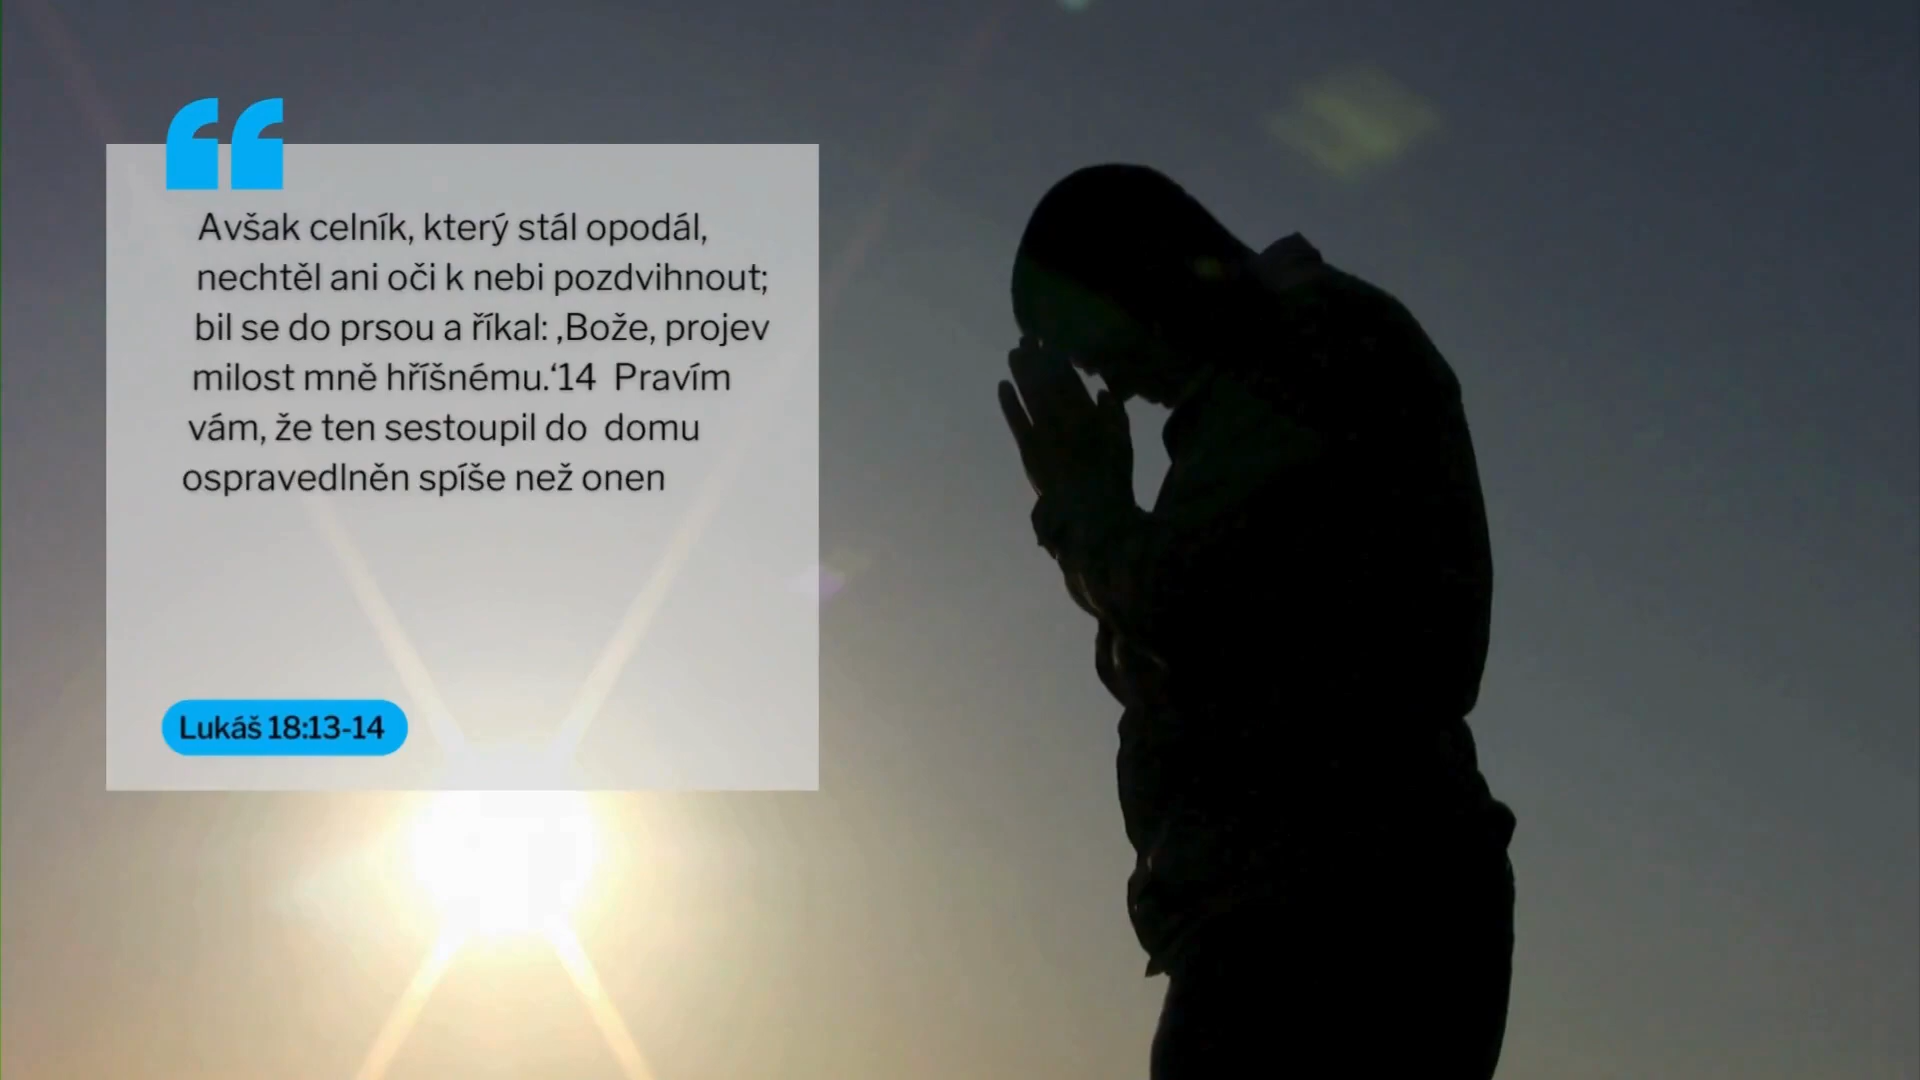 Avšak celník, který stál opodál,
nechtěl ani oči k nebi pozdvihnout;
bil se do prsou a říkal: ‚Bože, projev
milost mně hříšnému.‘14  Pravím
vám, že ten sestoupil do  domu
ospravedlněn spíše než onen
Lukáš 18:13-14